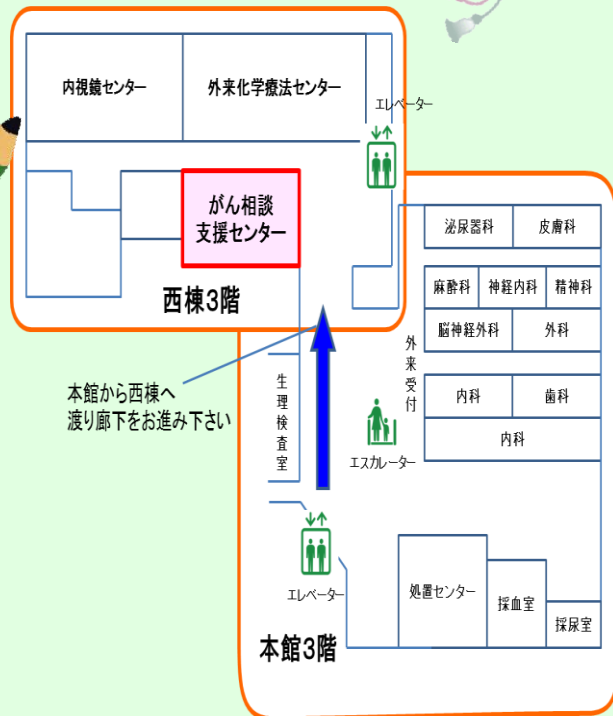 内視鏡センター
外来化学療法センター
エレベーター
がん相談
支援センター
西棟3階
泌尿器科
皮膚科
麻酔科
神経内科
精神科
脳神経外科
外科
外来受付
内科
歯科
内科
本館から西棟へ
渡り廊下をお進み下さい
生理検査室
エスカレーター
エレベーター
処置センター
採血室
採尿室
本館3階